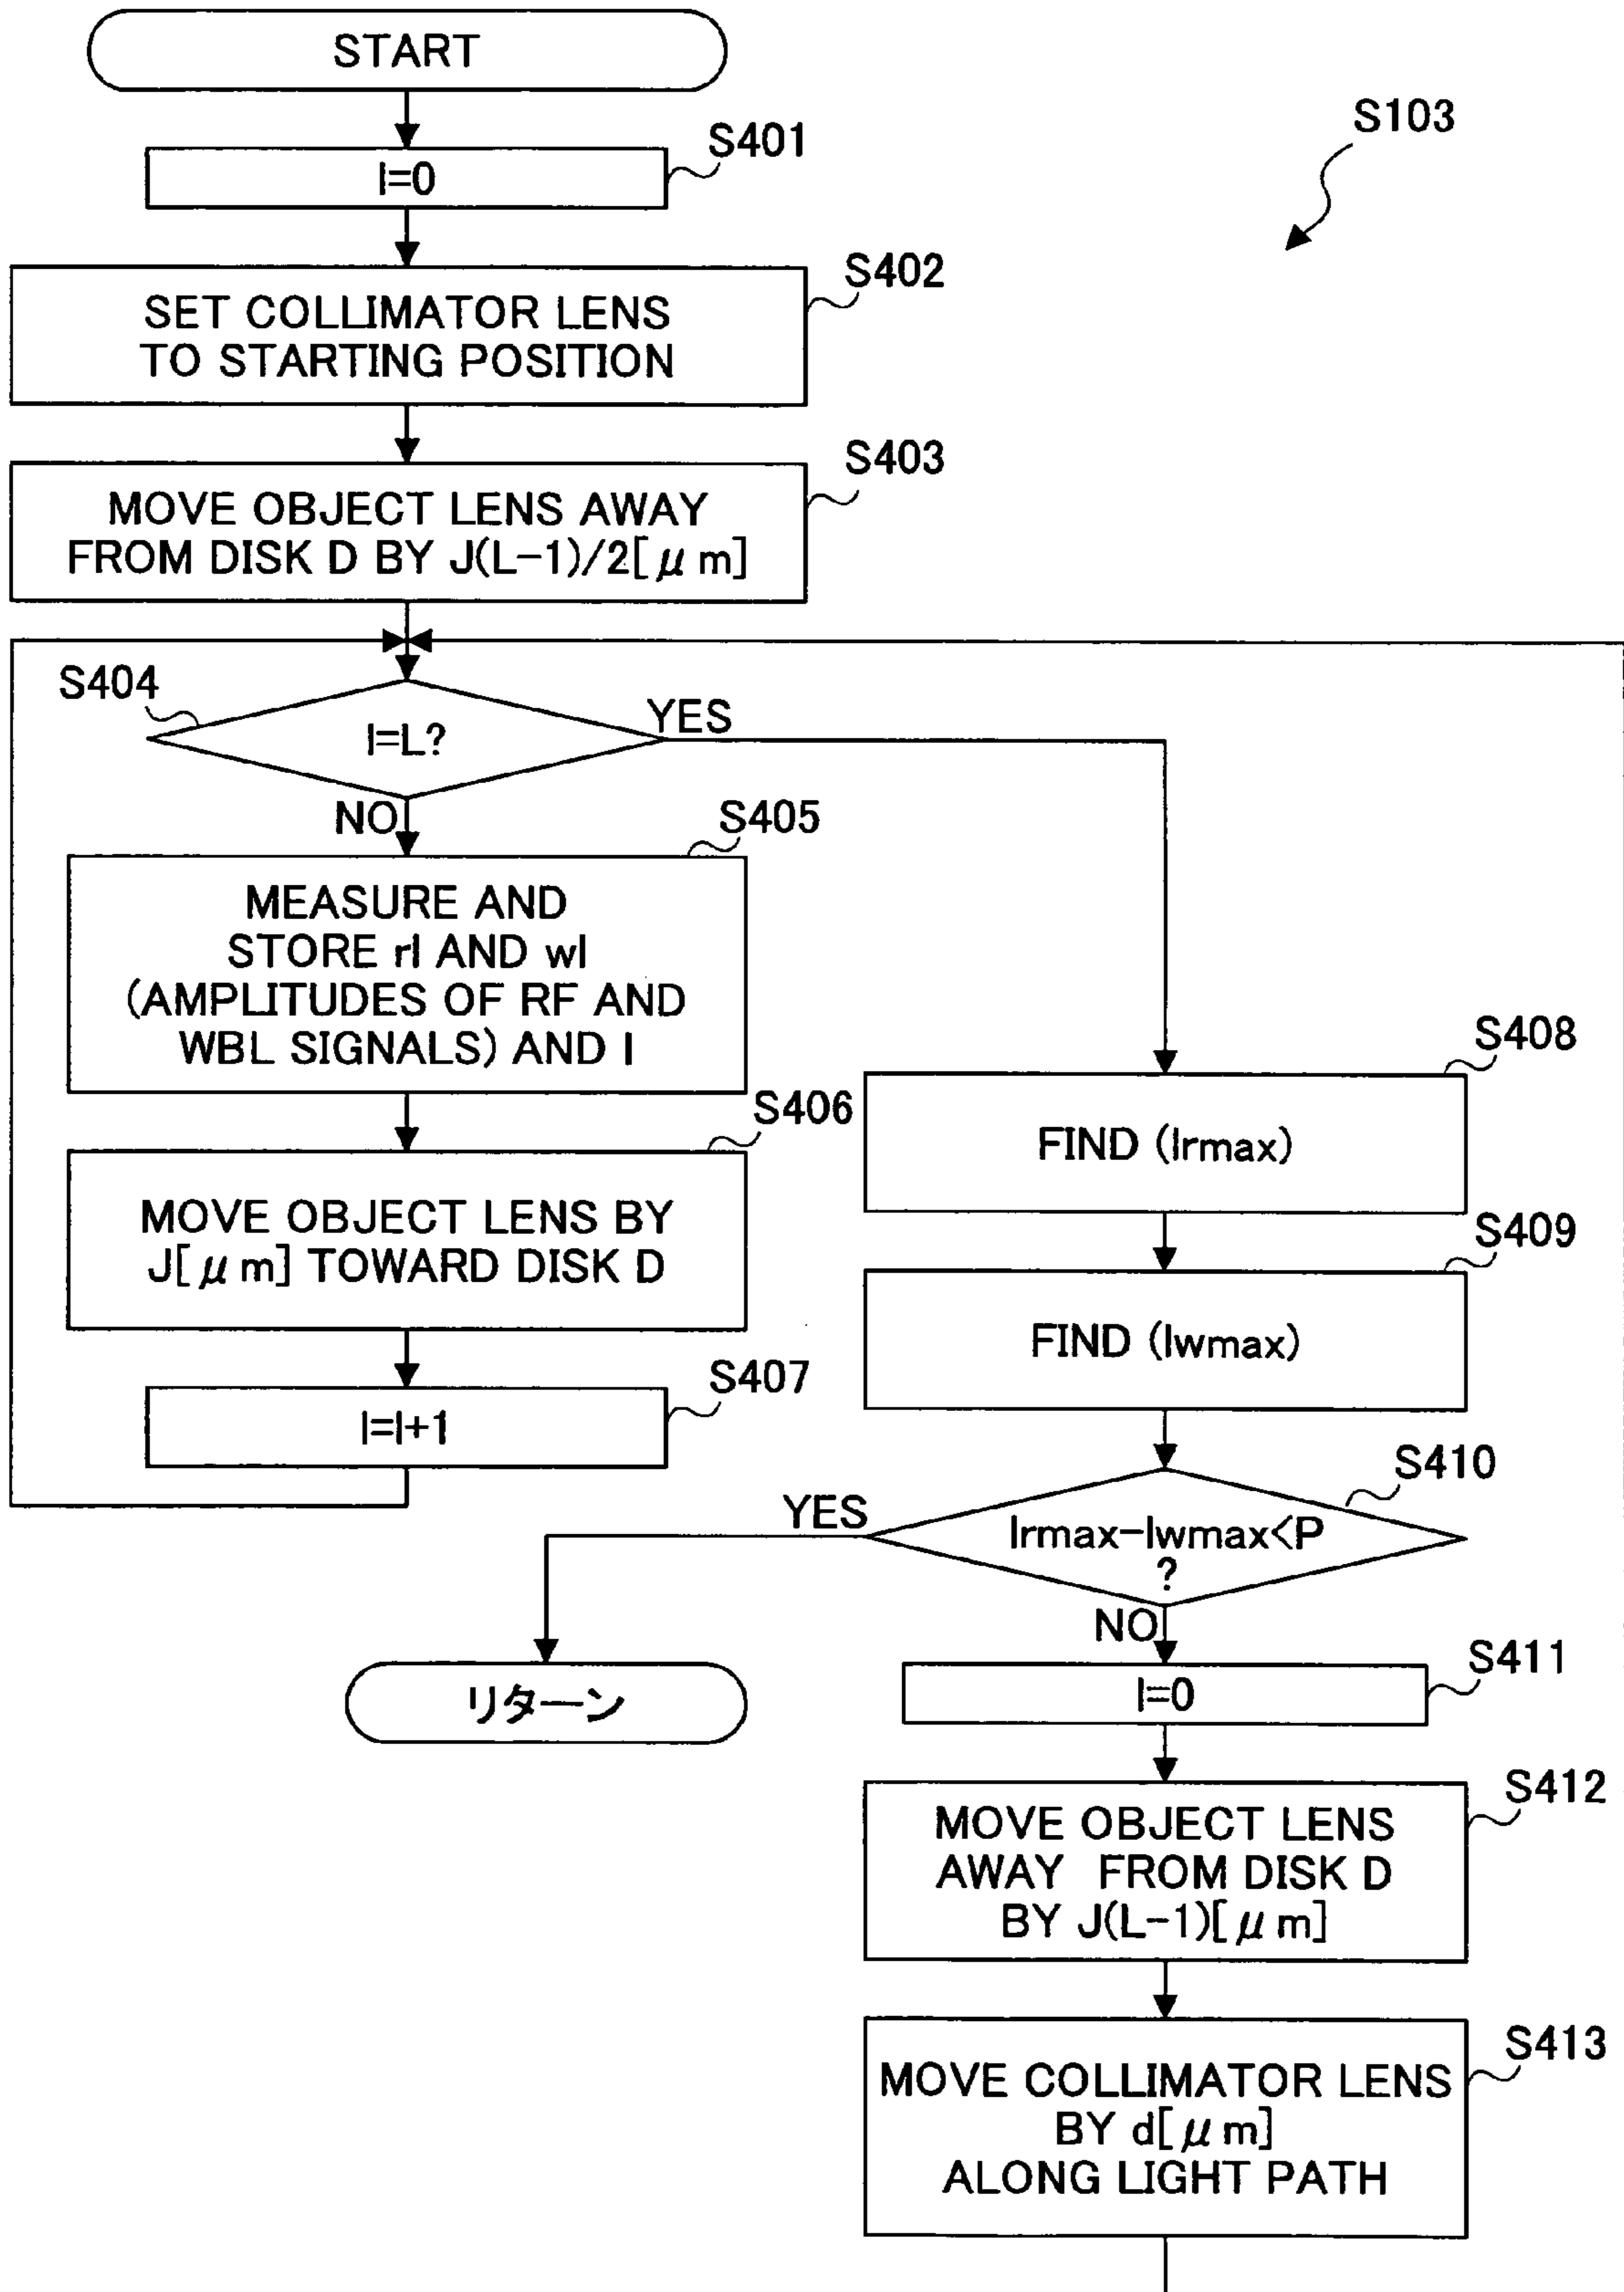 START
S103
S401
I=0
S402
SET COLLIMATOR LENS
TO STARTING POSITION
S403
MOVE OBJECT LENS AWAY
FROM DISK D BY J(L-1)/2[μm]
S404
I=L?
YES
NO
S405
MEASURE AND
STORE rI AND wI
(AMPLITUDES OF RF AND
WBL SIGNALS) AND I
S406
MOVE OBJECT LENS BY
J[μm] TOWARD DISK D
S407
I=I+1
S408
FIND (Irmax)
S409
FIND (Iwmax)
S410
Irmax-Iwmax<P
?
YES
NO
リターン
S411
I=0
S412
MOVE OBJECT LENS
AWAY FROM DISK D
BY J(L-1)[μm]
S413
MOVE COLLIMATOR LENS
BY d[μm]
ALONG LIGHT PATH